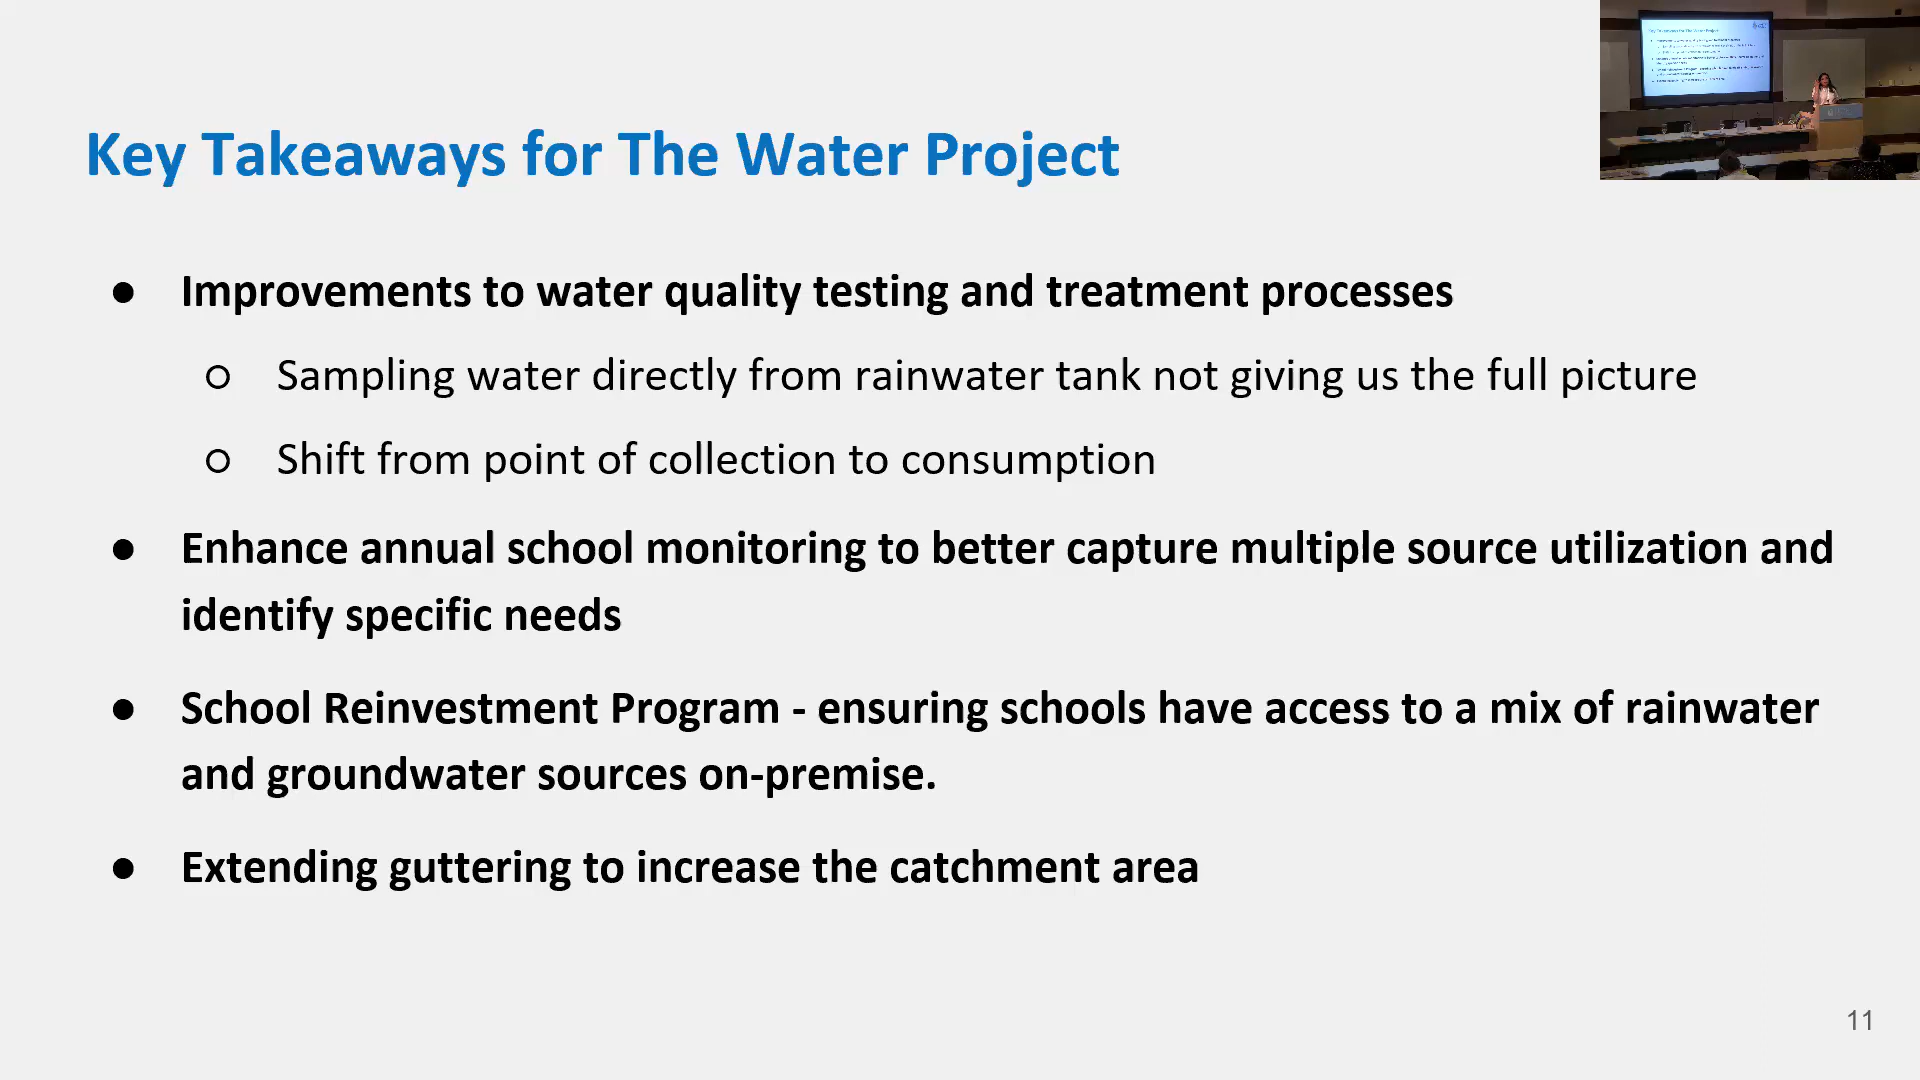 Key Takeaways for The Water Project
● Improvements to water quality testing and treatment processes
○ Sampling water directly from rainwater tank not giving us the full picture
○ Shift from point of collection to consumption
● Enhance annual school monitoring to better capture multiple source utilization and
identify specific needs
● School Reinvestment Program - ensuring schools have access to a mix of rainwater
and groundwater sources on-premise.
● Extending guttering to increase the catchment area
11